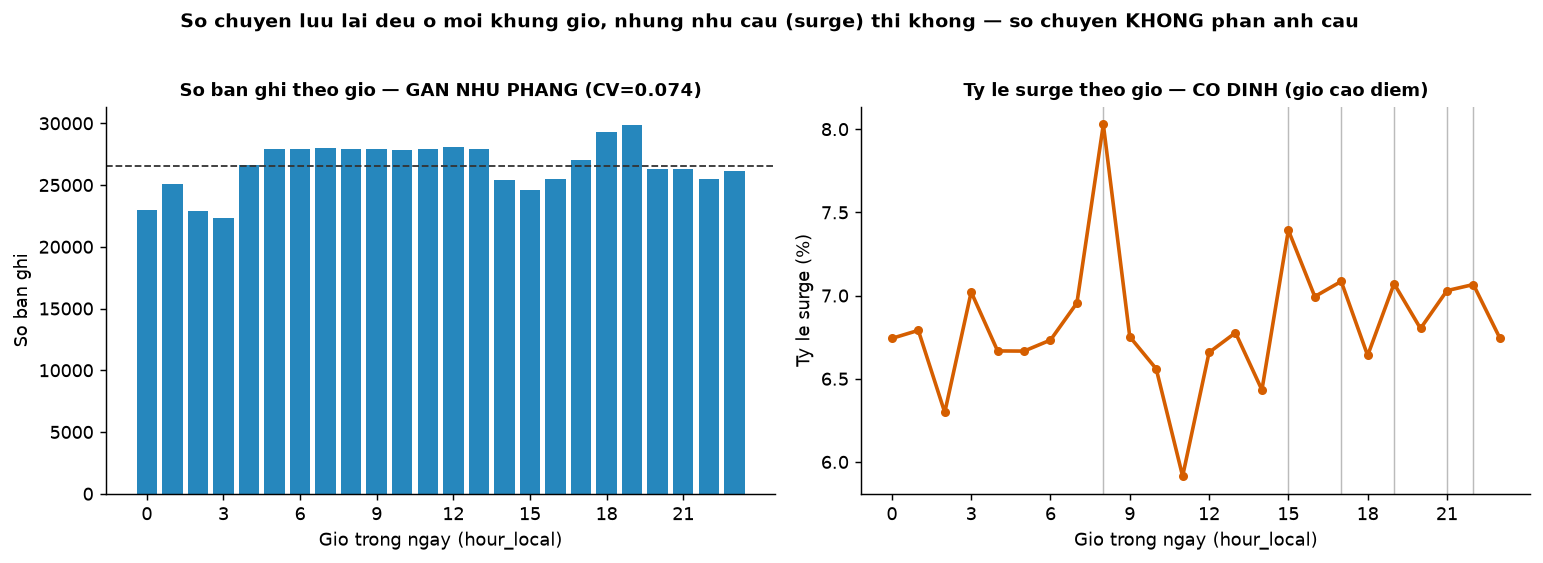 So chuyen luu lai deu o moi khung gio, nhung nhu cau (surge) thi khong — so chuyen KHONG phan anh cau
So ban ghi theo gio — GAN NHU PHANG (CV=0.074)
So ban ghi
30000
25000
20000
15000
10000
5000
0
0 3 6 9 12 15 18 21
Gio trong ngay (hour_local)
Ty le surge theo gio — CO DINH (gio cao diem)
Ty le surge (%)
8.0
7.5
7.0
6.5
6.0
0 3 6 9 12 15 18 21
Gio trong ngay (hour_local)